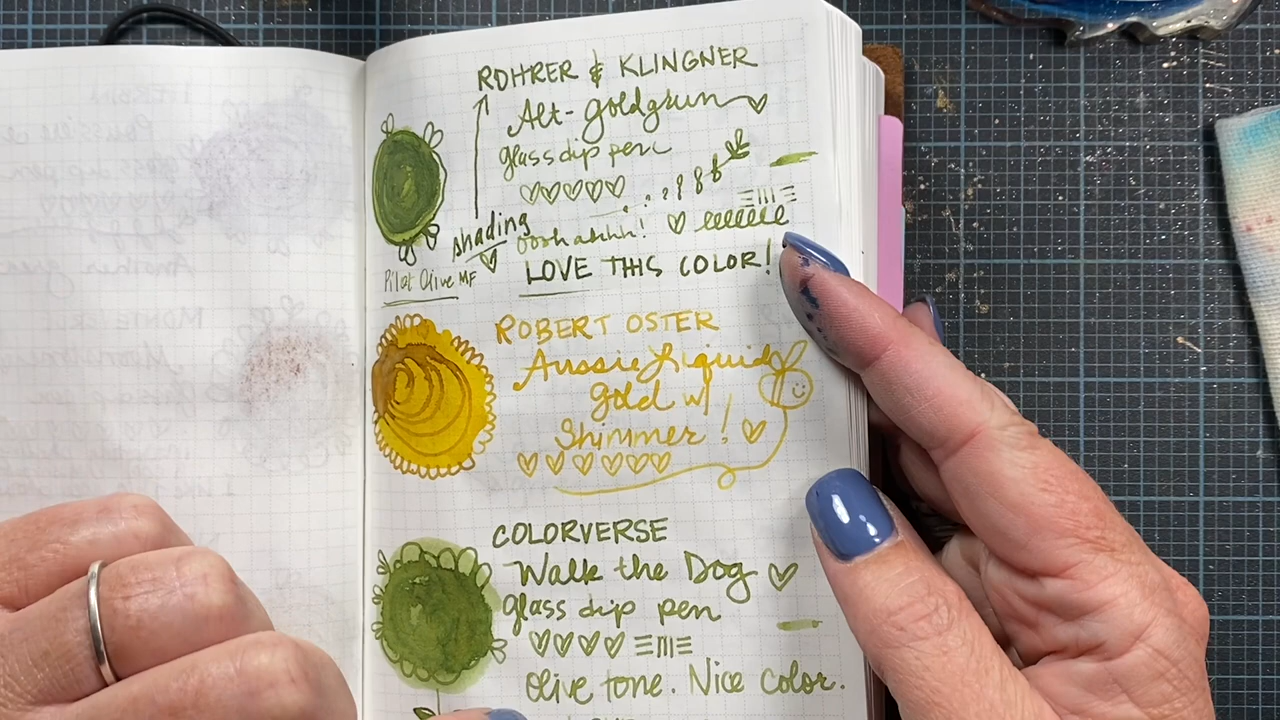 ROHRER & KLINGNER
Alt-Goldgrun
glass dip pen
shading
oooh ahhh!
LOVE THIS COLOR!
Pilot Olive MF
ROBERT OSTER
Aussie Liquid
Gold w/
Shimmer!
COLORVERSE
Walk the Dog
glass dip pen
olive tone. Nice color.